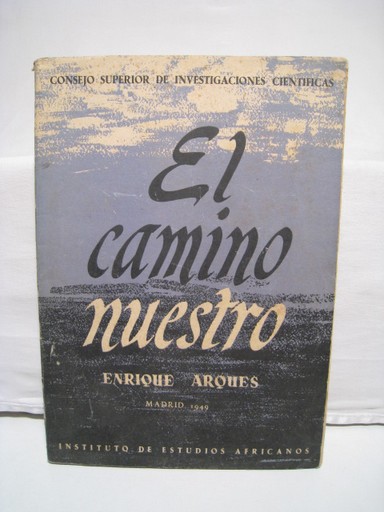 CONSEJO SUPERIOR DE INVESTIGACIONES CIENTIFICAS
El
camino
nuestro
ENRIQUE ARQUES
MADRID 1949
INSTITUTO DE ESTUDIOS AFRICANOS